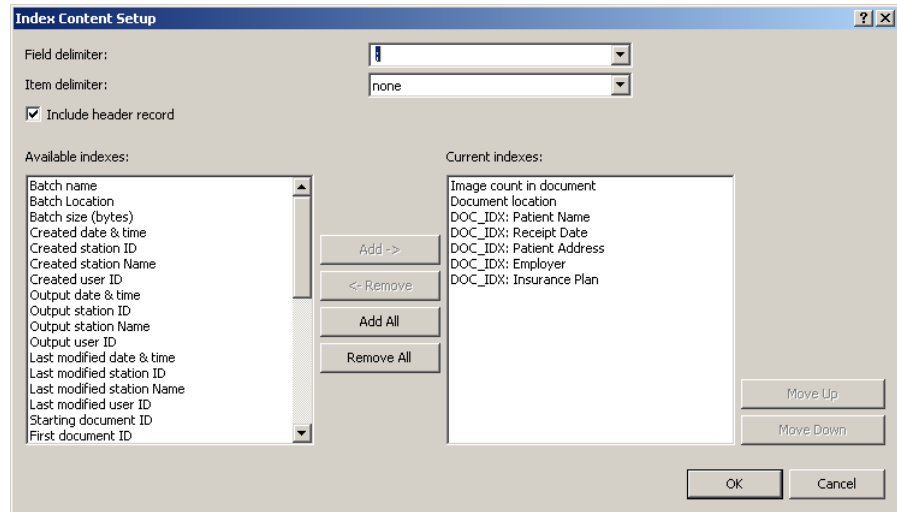 Index Content Setup
Field delimiter:
Item delimiter:
none
Include header record
Available indexes:
Current indexes:
Batch name
Batch Location
Batch size (bytes)
Created date & time
Created station ID
Created station Name
Created user ID
Output date & time
Output station ID
Output station Name
Output user ID
Last modified date & time
Last modified station ID
Last modified station Name
Last modified user ID
Starting document ID
First document ID
Add ->
<- Remove
Add All
Remove All
Image count in document
Document location
DOC_IDX: Patient Name
DOC_IDX: Receipt Date
DOC_IDX: Patient Address
DOC_IDX: Employer
DOC_IDX: Insurance Plan
Move Up
Move Down
OK
Cancel